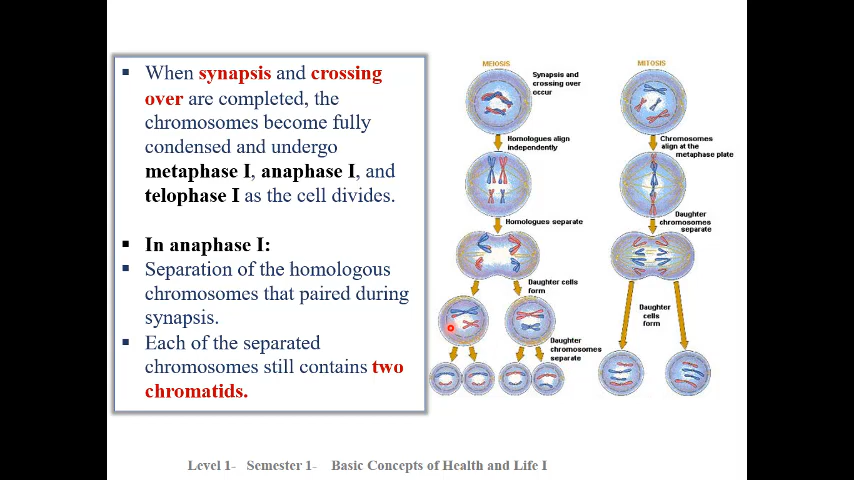 ▪ When synapsis and crossing
over are completed, the
chromosomes become fully
condensed and undergo
metaphase I, anaphase I, and
telophase I as the cell divides.
▪ In anaphase I:
▪ Separation of the homologous
chromosomes that paired during
synapsis.
▪ Each of the separated
chromosomes still contains two
chromatids.
MEIOSIS
Synapsis and
crossing over
occur
Homologues align
independently
Homologues separate
Daughter cells
form
Daughter
chromosomes
separate
MITOSIS
Chromosomes
align at the
metaphase plate
Daughter
chromosomes
separate
Daughter
cells
form
Level 1- Semester 1- Basic Concepts of Health and Life I